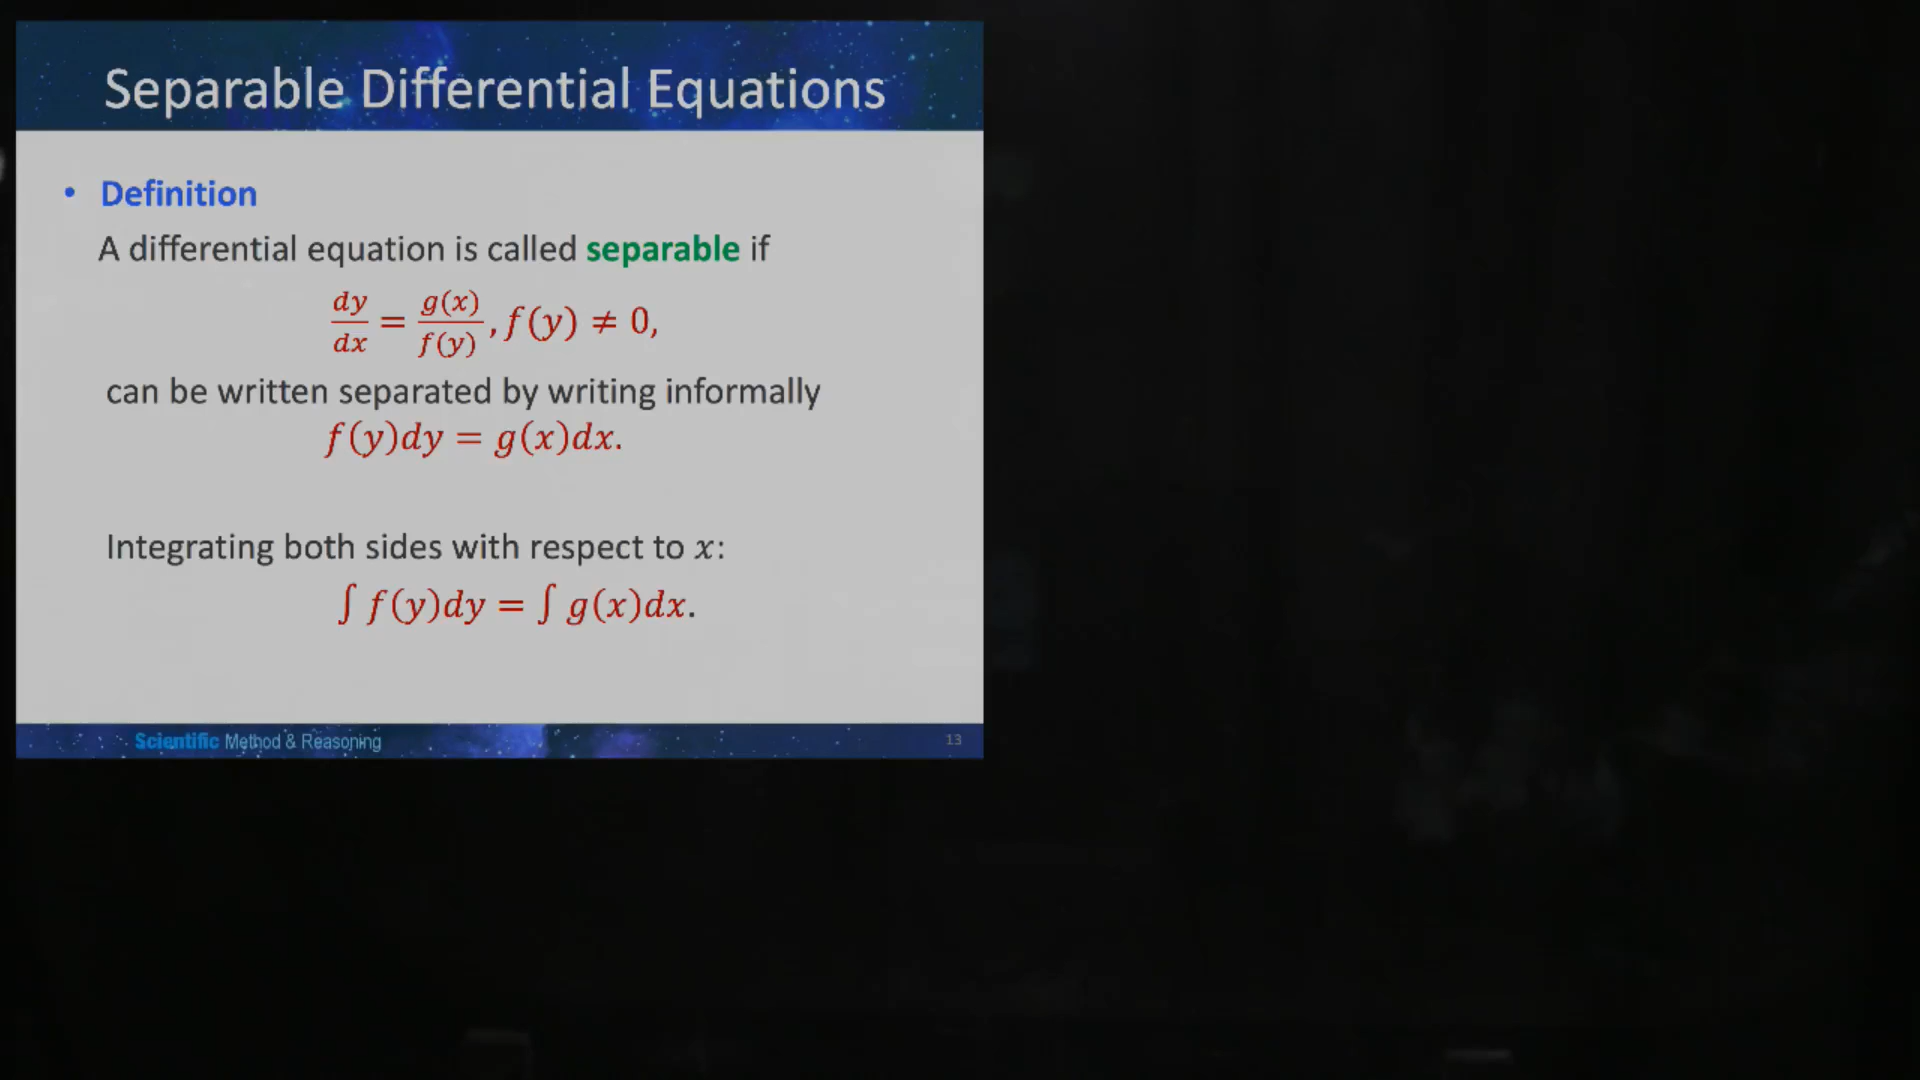 Separable Differential Equations
• Definition
A differential equation is called separable if
dy/dx = g(x)/f(y), f(y) ≠ 0,
can be written separated by writing informally
f(y)dy = g(x)dx.
Integrating both sides with respect to x:
∫ f(y)dy = ∫ g(x)dx.
Scientific Method & Reasoning
13